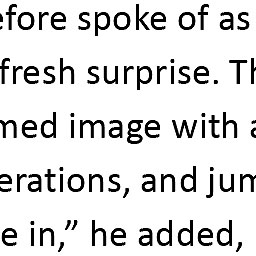 efore spoke of as
fresh surprise. Th
med image with a
erations, and jum
e in,” he added,